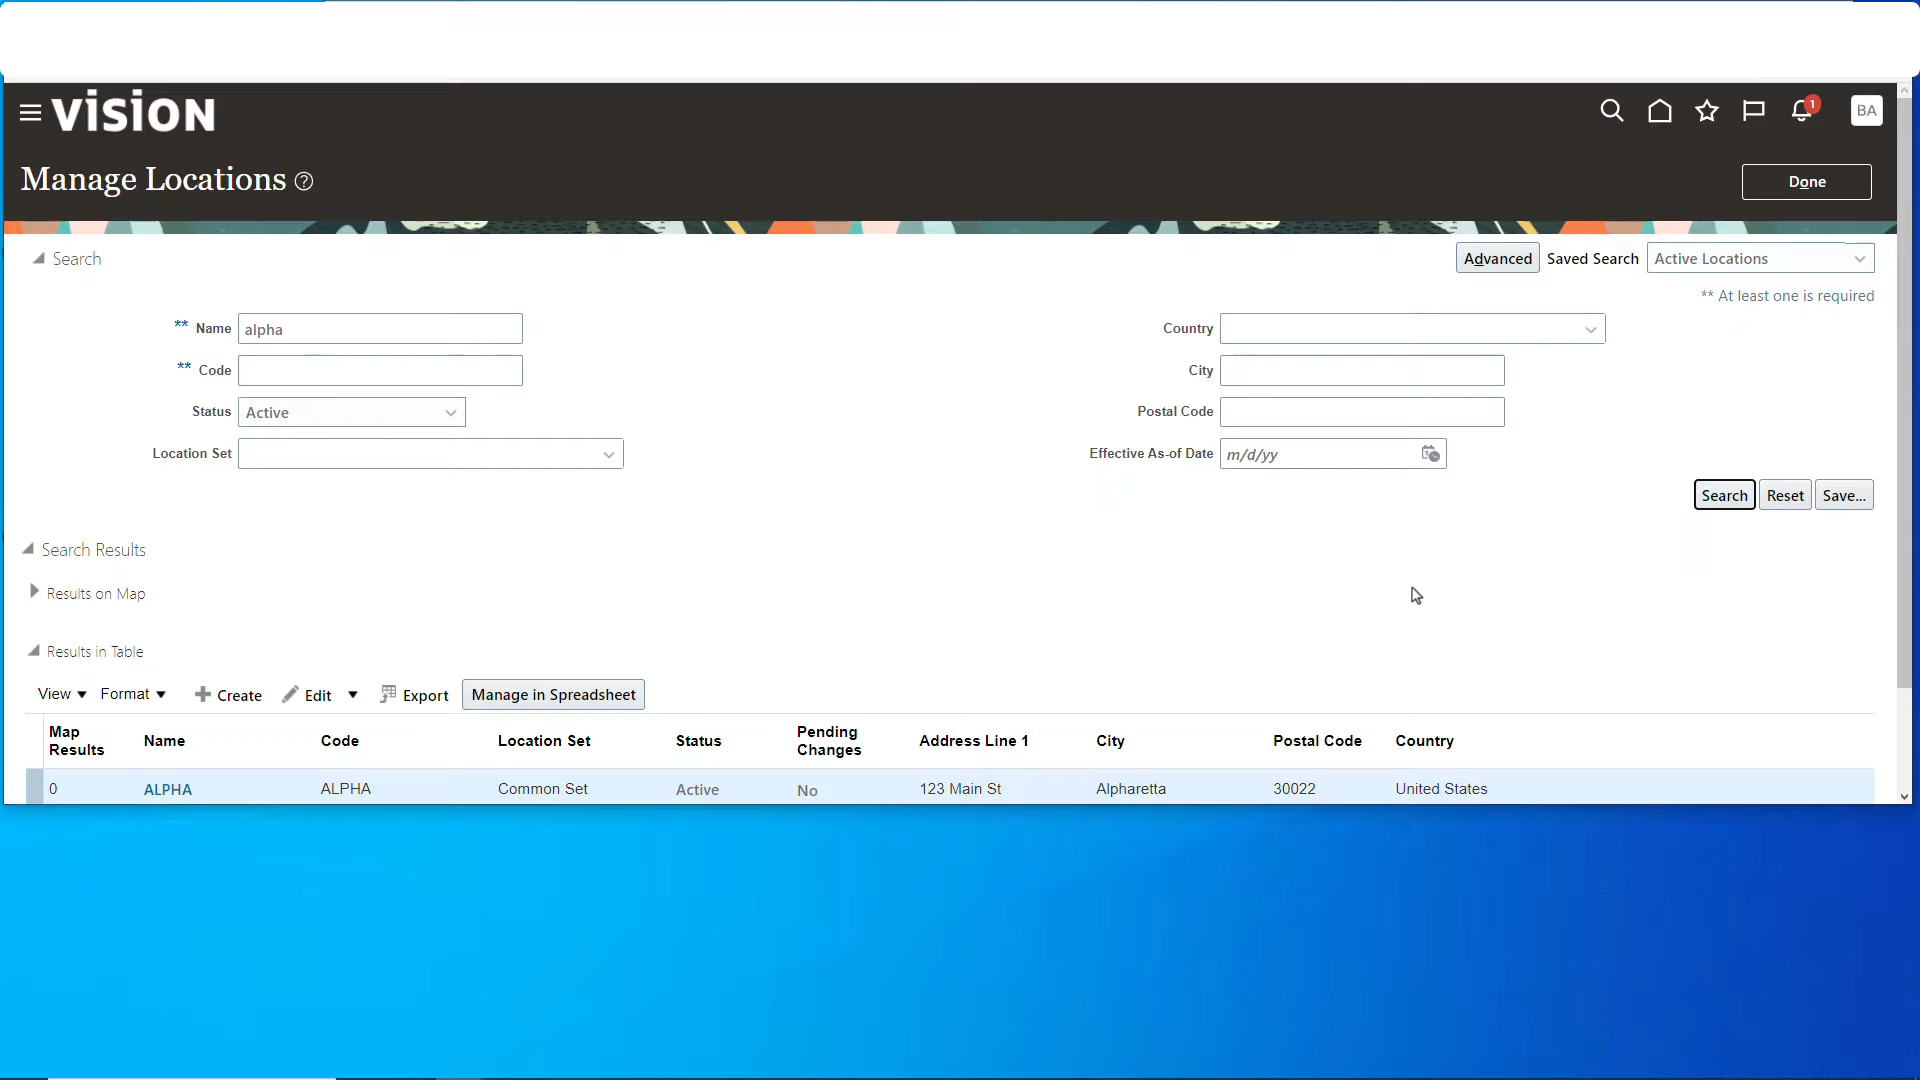 VISION
1
BA
Manage Locations ?
Done
Search
Advanced Saved Search Active Locations
** At least one is required
** Name alpha
Country
** Code
City
Status Active
Postal Code
Location Set
Effective As-of Date m/d/yy
Search Reset Save...
Search Results
Results on Map
Results in Table
View Format Create Edit Export Manage in Spreadsheet
Map Results Name Code Location Set Status Pending Changes Address Line 1 City Postal Code Country
0 ALPHA ALPHA Common Set Active No 123 Main St Alpharetta 30022 United States